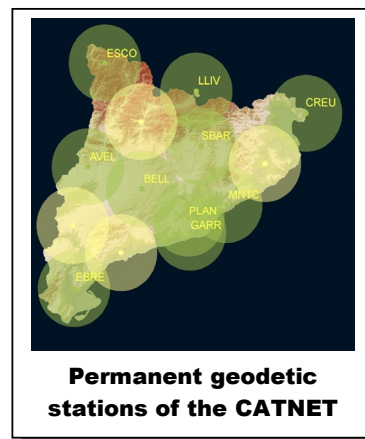 ESCO
LLIV
CREU
SBAR
AVEL
BELL
MNTC
PLAN
GARR
EBRE
Permanent geodetic
stations of the CATNET